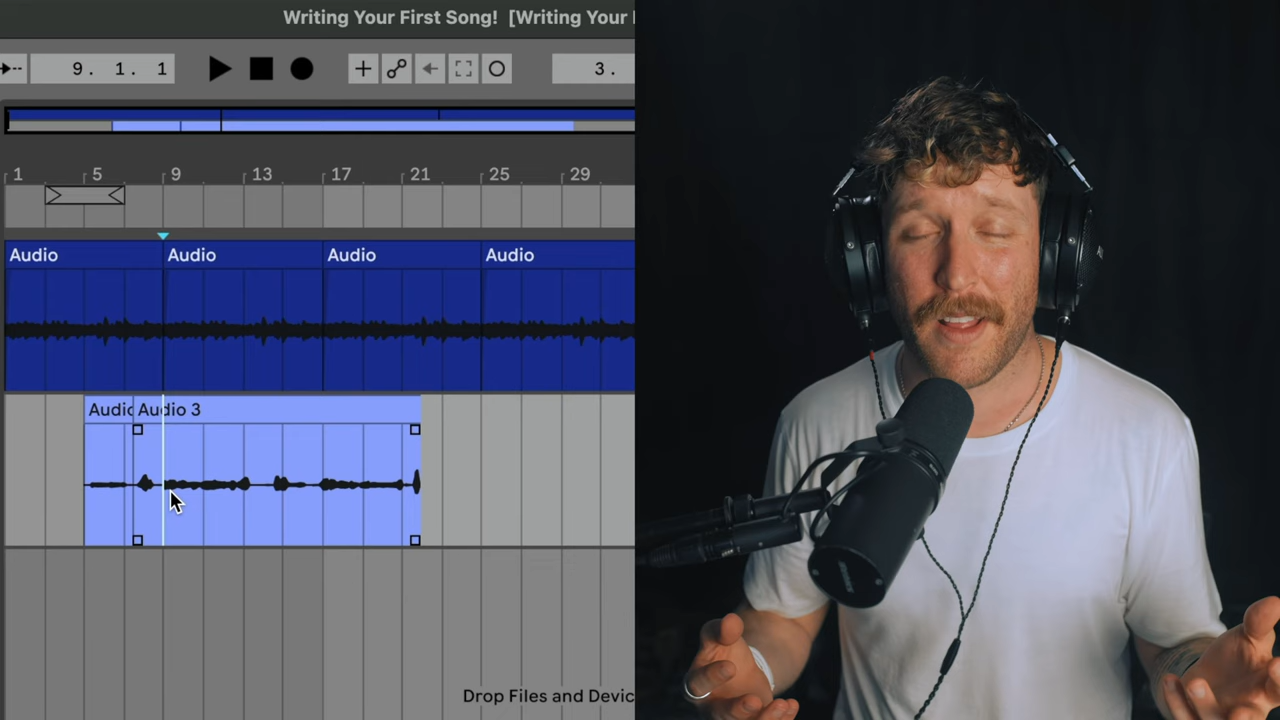 Writing Your First Song! [Writing Your
9. 1. 1
3.
1 5 9 13 17 21 25 29
Audio Audio Audio Audio
Audio Audio 3
Drop Files and Devic